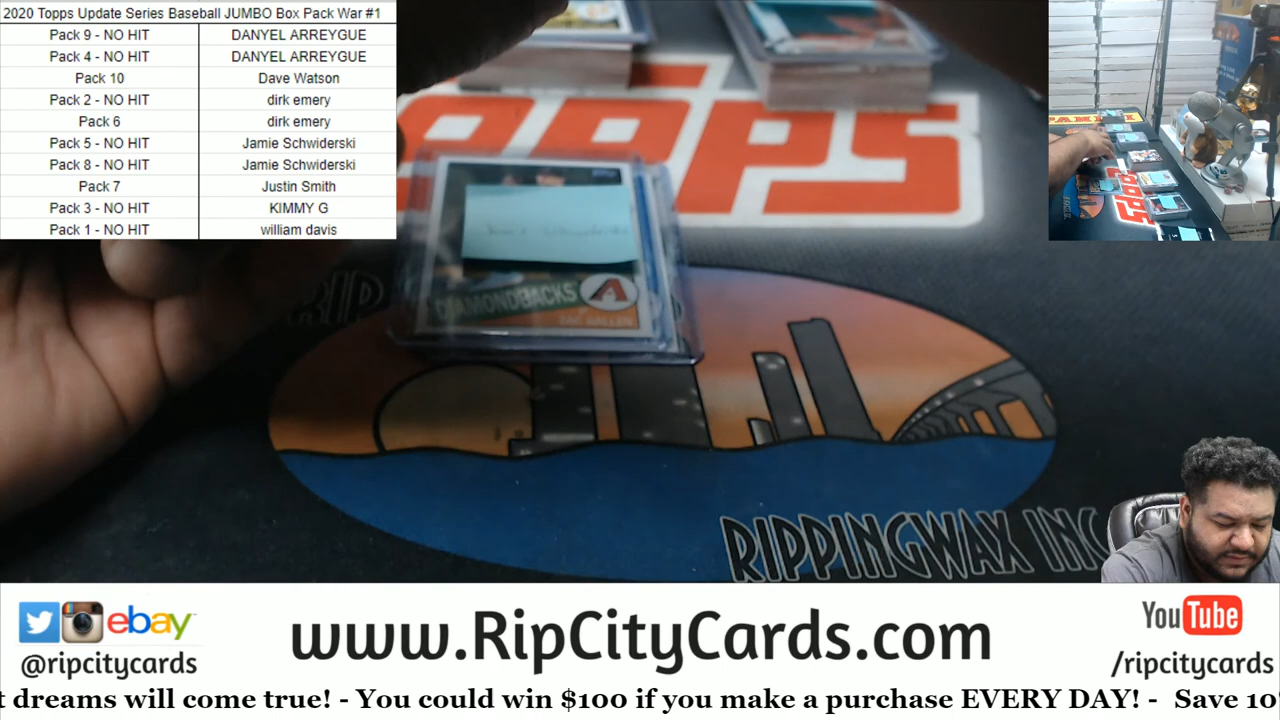 2020 Topps Update Series Baseball JUMBO Box Pack War #1
Pack 9 - NO HIT DANYEL ARREYGUE
Pack 4 - NO HIT DANYEL ARREYGUE
Pack 10 Dave Watson
Pack 2 - NO HIT dirk emery
Pack 6 dirk emery
Pack 5 - NO HIT Jamie Schwiderski
Pack 8 - NO HIT Jamie Schwiderski
Pack 7 Justin Smith
Pack 3 - NO HIT KIMMY G
Pack 1 - NO HIT william davis
PANINI
TOPPS
RIP
DIAMONDBACKS
ZAC GALLEN
RIPPINGWAX INC
ebay
@ripcitycards
www.RipCityCards.com
YouTube
/ripcitycards
t dreams will come true! - You could win $100 if you make a purchase EVERY DAY! - Save 10